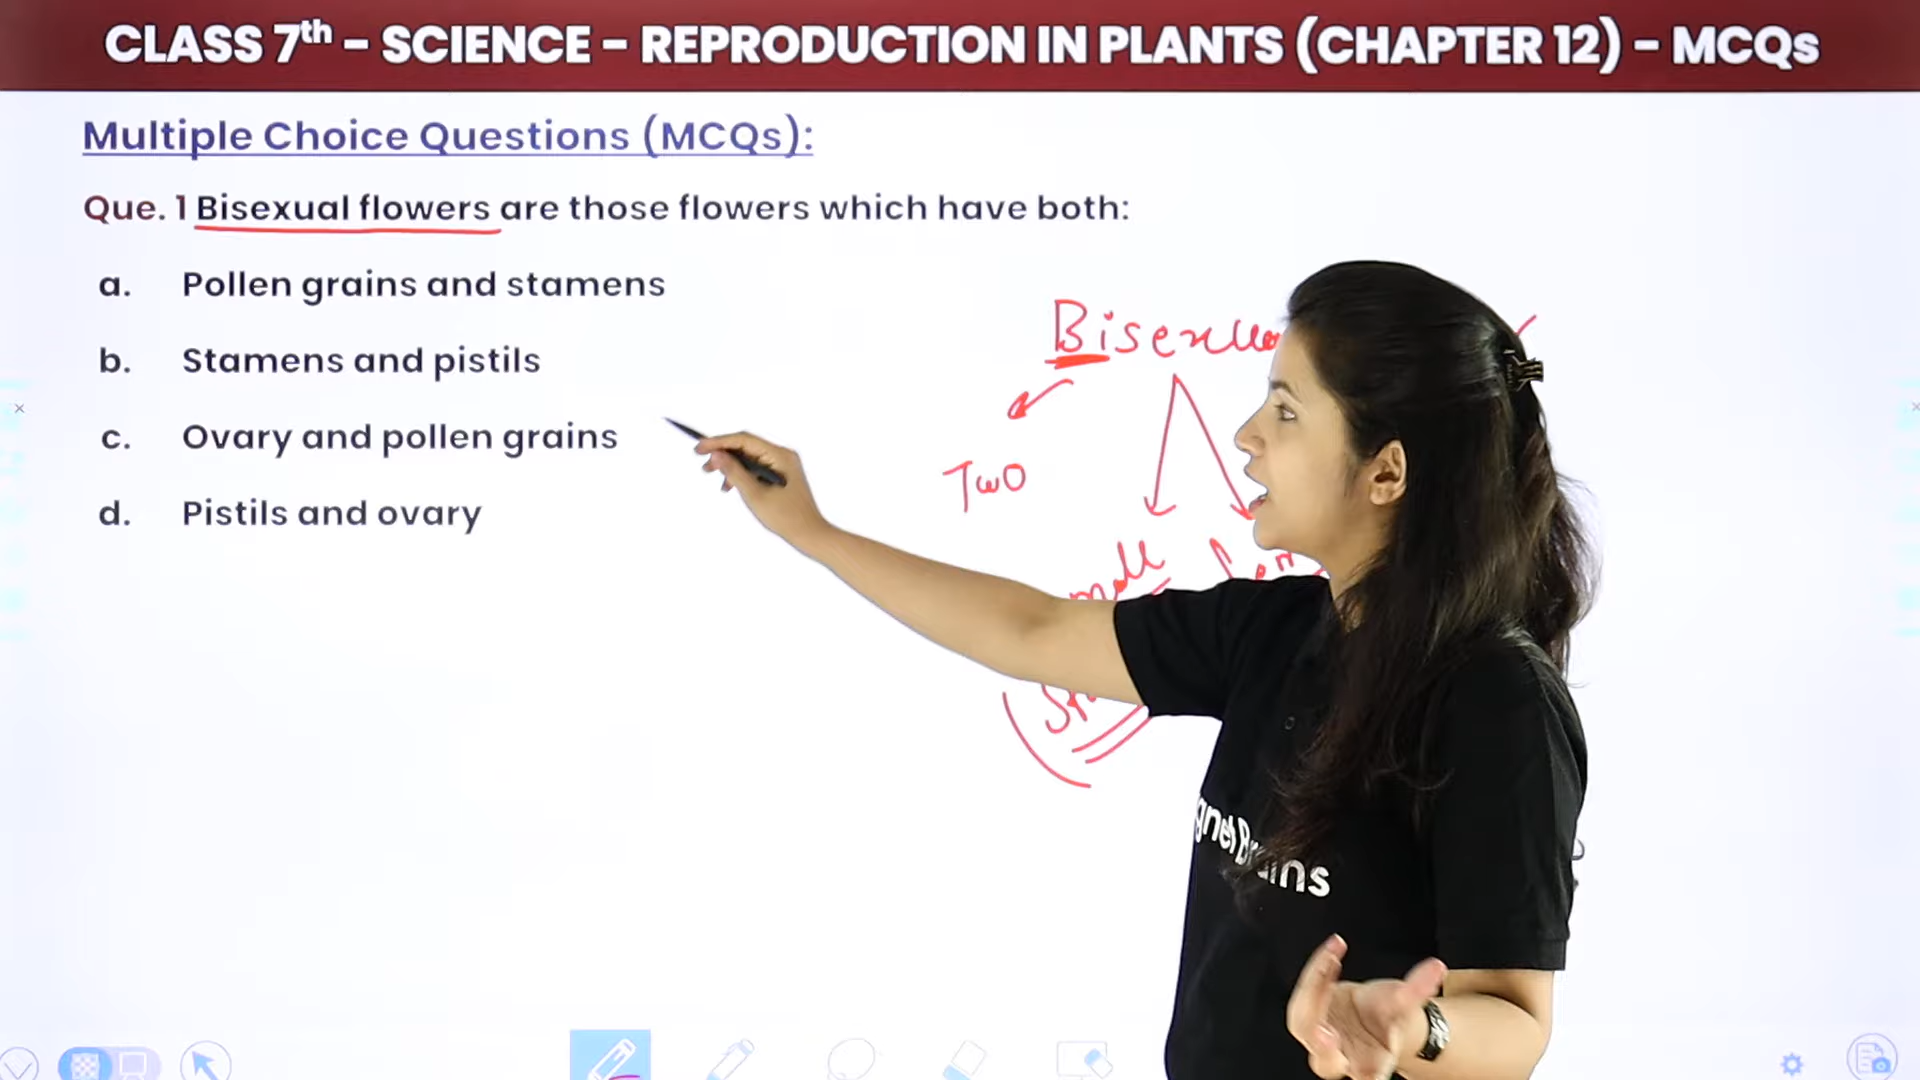 CLASS 7th – SCIENCE – REPRODUCTION IN PLANTS (CHAPTER 12) – MCQs
Multiple Choice Questions (MCQs):
Que. 1 Bisexual flowers are those flowers which have both:
a. Pollen grains and stamens
b. Stamens and pistils
c. Ovary and pollen grains
d. Pistils and ovary
Two